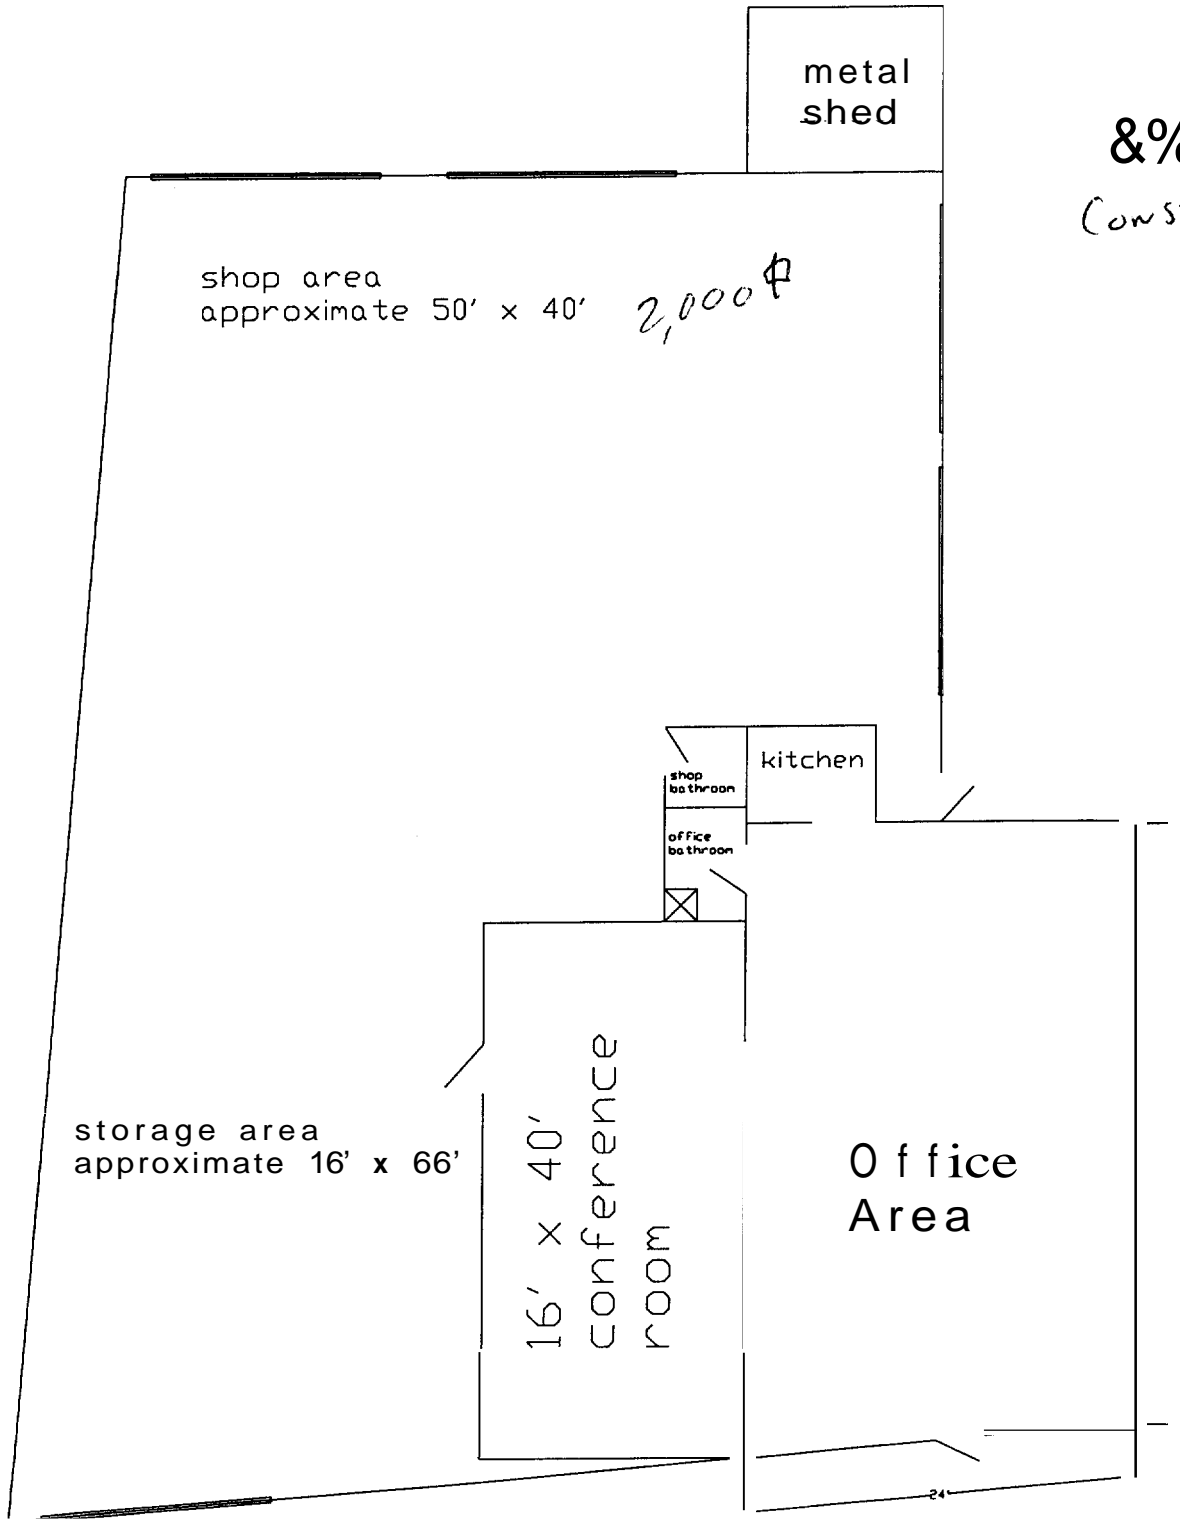 metal
shed
&%
shop area
approximate 50' x 40' 2,000
kitchen
shop
bathroom
office
bathroom
storage area
approximate 16' x 66'
16' x 40'
conference
room
Office
Area
24'